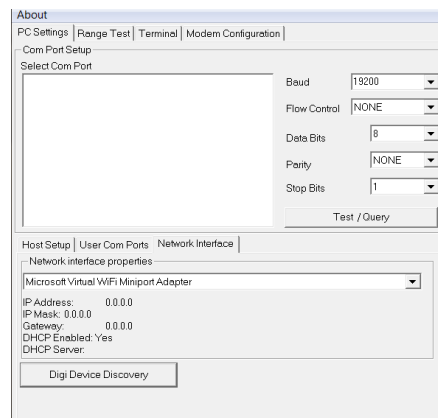 About
PC Settings Range Test Terminal Modem Configuration
Com Port Setup
Select Com Port
Baud 19200
Flow Control NONE
Data Bits 8
Parity NONE
Stop Bits 1
Test / Query
Host Setup User Com Ports Network Interface
Network interface properties
Microsoft Virtual WiFi Miniport Adapter
IP Address: 0.0.0.0
IP Mask: 0.0.0.0
Gateway: 0.0.0.0
DHCP Enabled: Yes
DHCP Server:
Digi Device Discovery